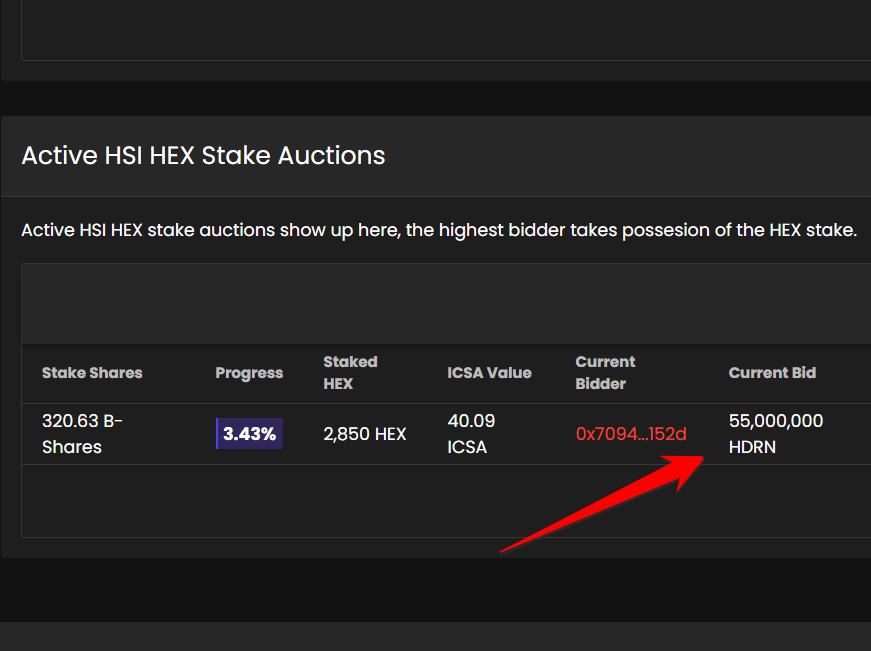 Active HSI HEX Stake Auctions
Active HSI HEX stake auctions show up here, the highest bidder takes possesion of the HEX stake.
Stake Shares Progress Staked HEX ICSA Value Current Bidder Current Bid
320.63 B-Shares 3.43% 2,850 HEX 40.09 ICSA 0x7094...152d 55,000,000 HDRN